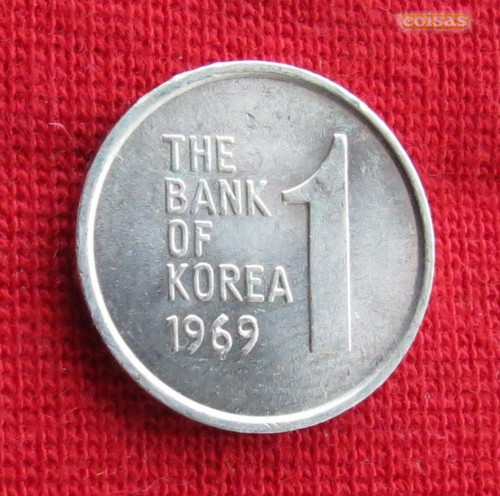 coisas
THE
BANK
OF
KOREA
1969
1